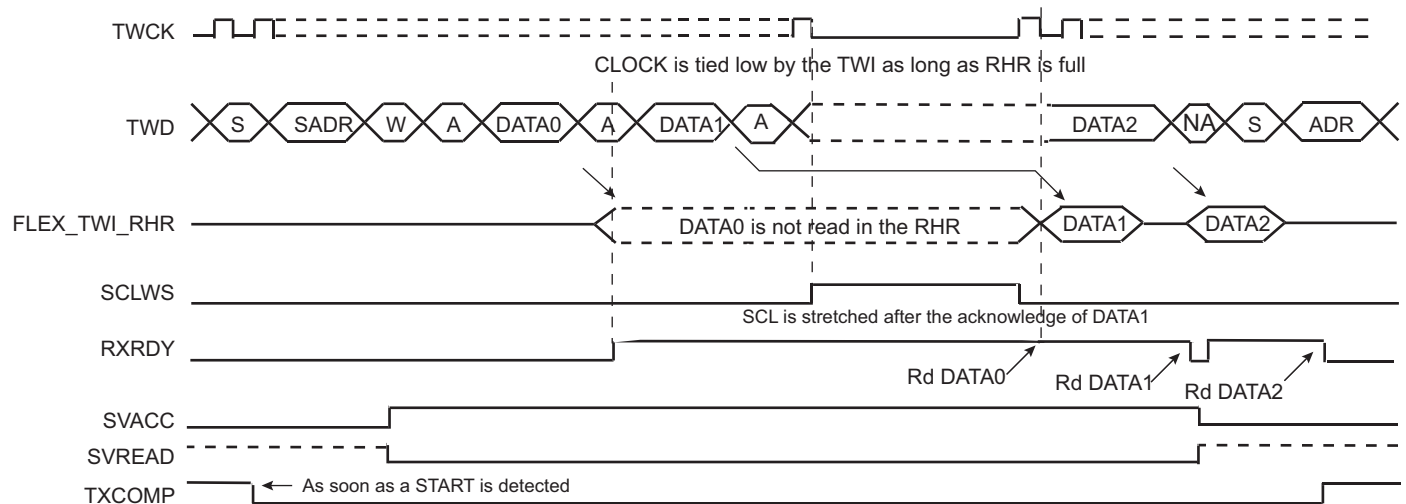 TWCK
CLOCK is tied low by the TWI as long as RHR is full
TWD S SADR W A DATA0 A DATA1 A DATA2 NA S ADR
FLEX_TWI_RHR DATA0 is not read in the RHR DATA1 DATA2
SCLWS
SCL is stretched after the acknowledge of DATA1
RXRDY
Rd DATA0 Rd DATA1 Rd DATA2
SVACC
SVREAD
TXCOMP As soon as a START is detected